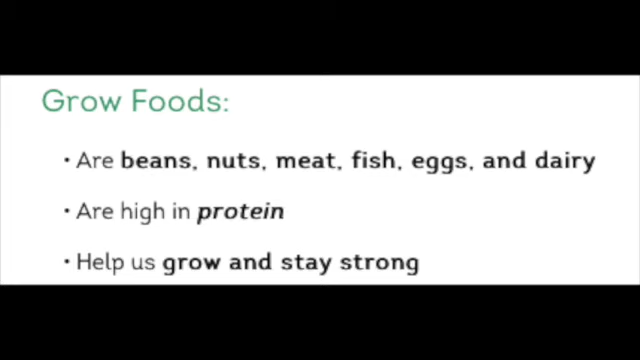 Grow Foods:
• Are beans, nuts, meat, fish, eggs, and dairy
• Are high in protein
• Help us grow and stay strong